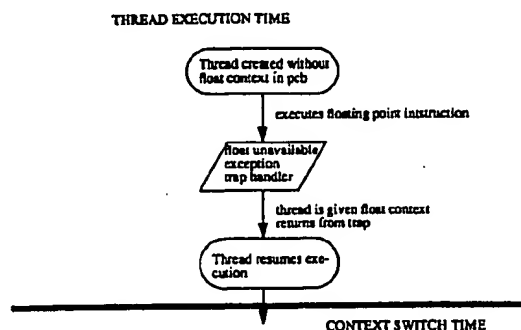 THREAD EXECUTION TIME
Thread created without
float context in pcb
executes floating point intstruction
float unavailable
exception
trap handler
thread is given float context
returns from trap
Thread resumes exe-
cution
CONTEXT SWITCH TIME